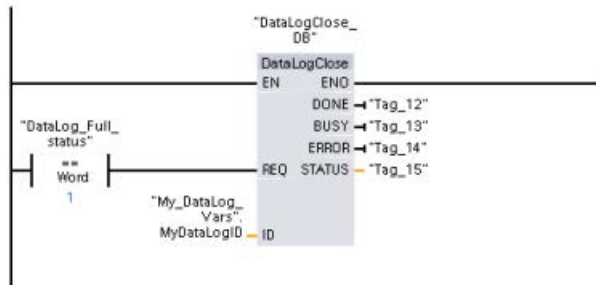 "DataLogClose_
DB"
DataLogClose
EN ENO
DONE "Tag_12"
BUSY "Tag_13"
ERROR "Tag_14"
"DataLog_Full_
status"
==
Word
1
REQ STATUS "Tag_15"
"My_DataLog_
Vars".
MyDataLogID ID